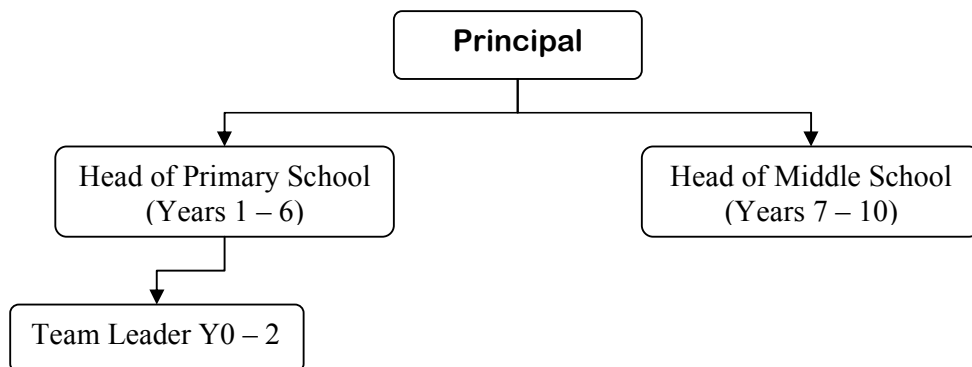 Principal
Head of Primary School
(Years 1 – 6)
Head of Middle School
(Years 7 – 10)
Team Leader Y0 – 2